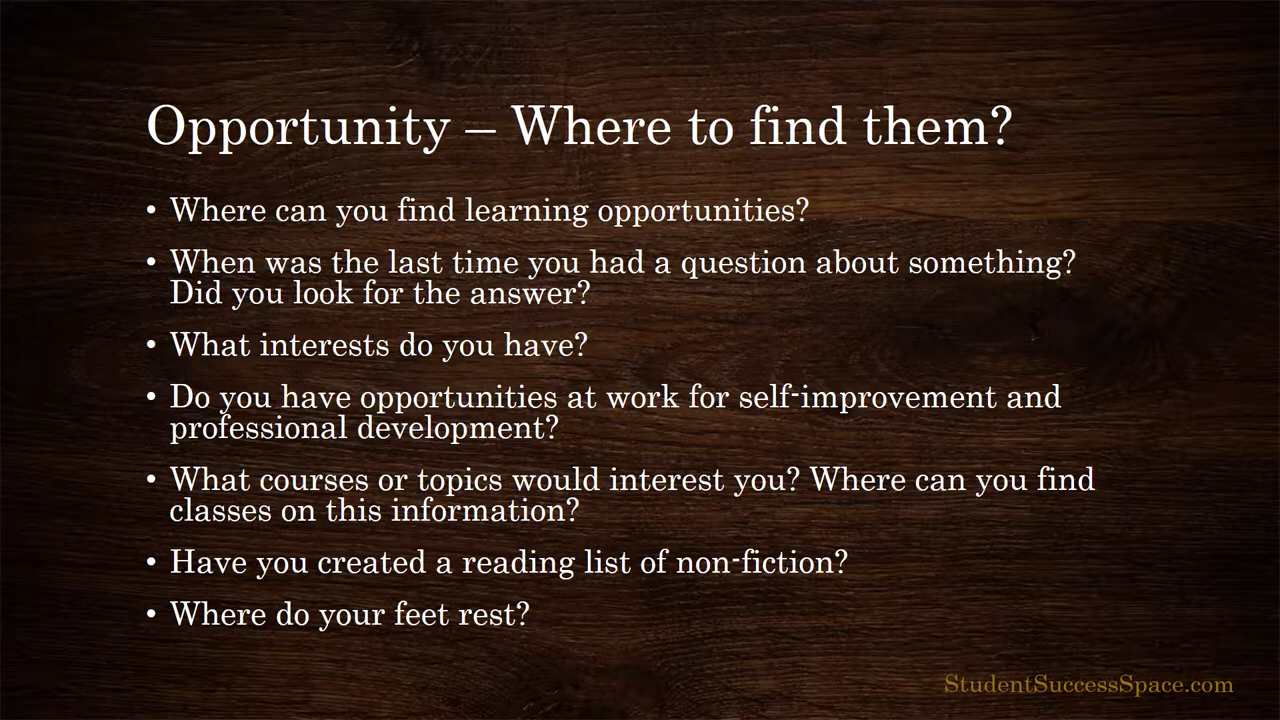 Opportunity – Where to find them?
• Where can you find learning opportunities?
• When was the last time you had a question about something?
Did you look for the answer?
• What interests do you have?
• Do you have opportunities at work for self-improvement and
professional development?
• What courses or topics would interest you? Where can you find
classes on this information?
• Have you created a reading list of non-fiction?
• Where do your feet rest?
StudentSuccessSpace.com